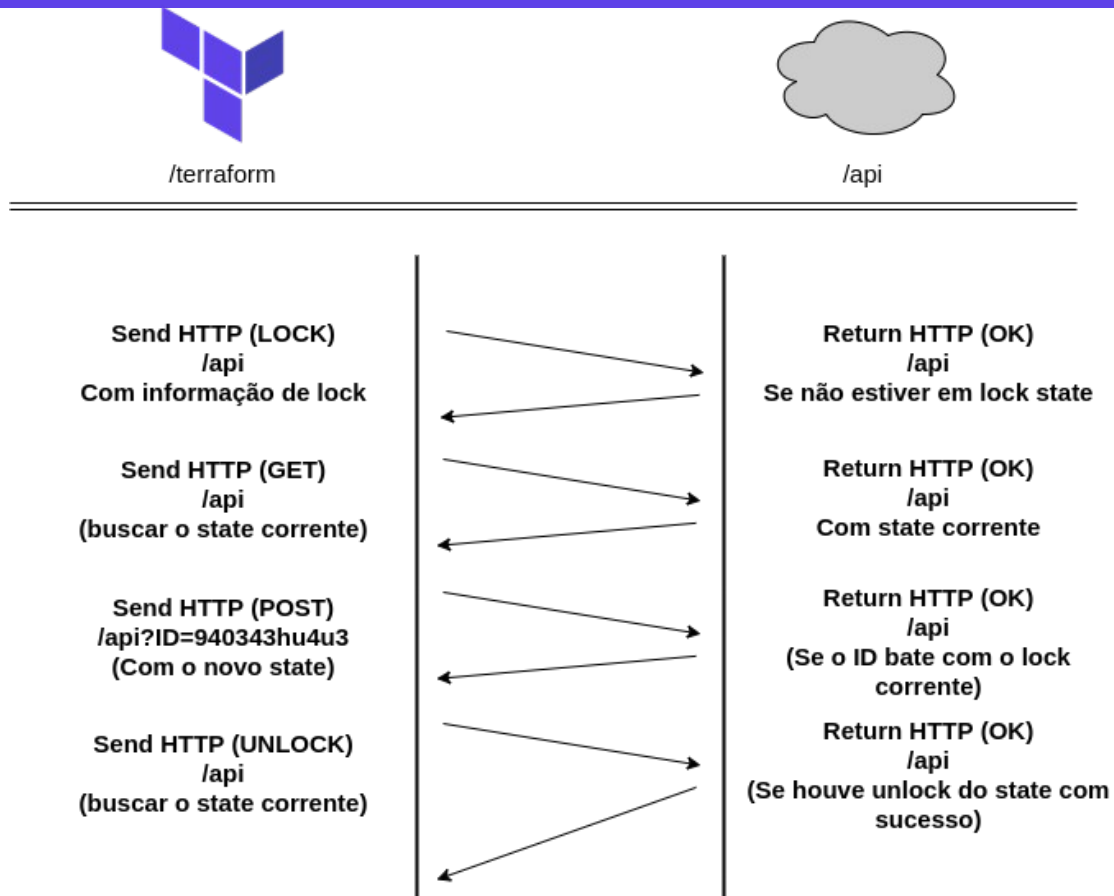 /terraform
/api
Send HTTP (LOCK)
/api
Com informação de lock
Return HTTP (OK)
/api
Se não estiver em lock state
Send HTTP (GET)
/api
(buscar o state corrente)
Return HTTP (OK)
/api
Com state corrente
Send HTTP (POST)
/api?ID=940343hu4u3
(Com o novo state)
Return HTTP (OK)
/api
(Se o ID bate com o lock
corrente)
Send HTTP (UNLOCK)
/api
(buscar o state corrente)
Return HTTP (OK)
/api
(Se houve unlock do state com
sucesso)